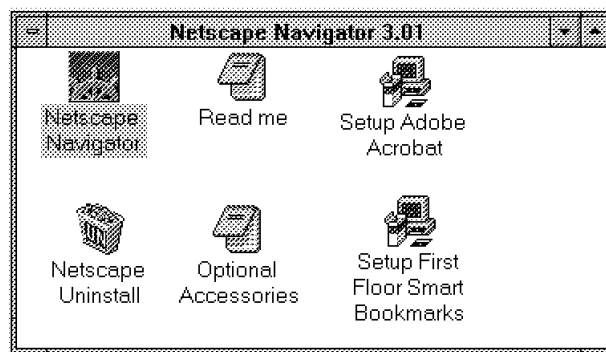 Netscape Navigator 3.01
Netscape
Navigator
Read me
Setup Adobe
Acrobat
UN
Netscape
Uninstall
Optional
Accessories
Setup First
Floor Smart
Bookmarks